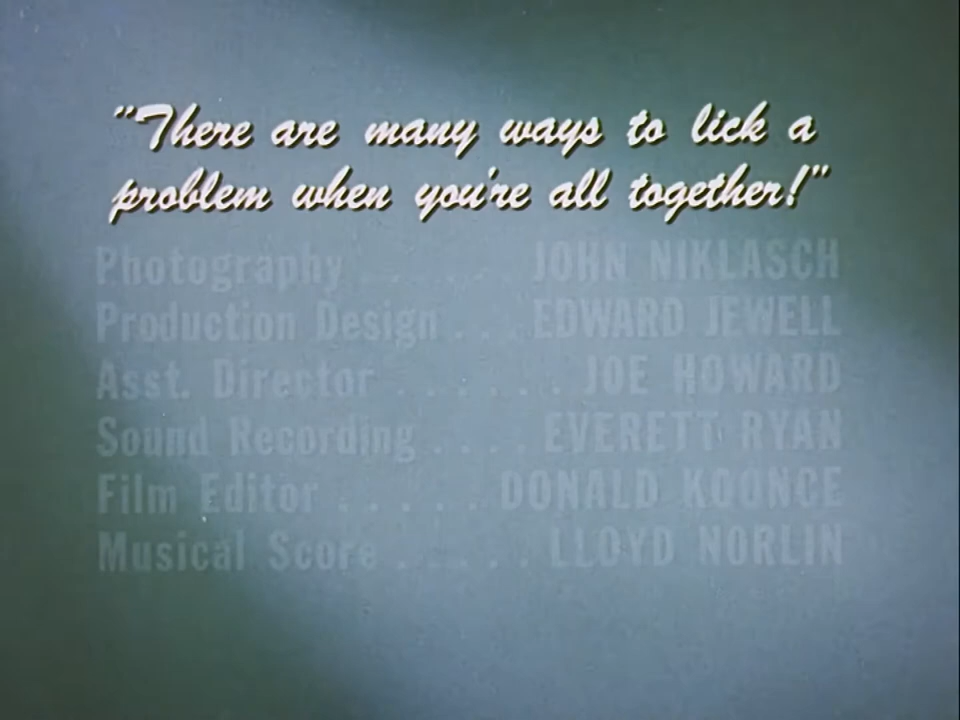 "There are many ways to lick a
problem when you're all together!"
Photography . . . . . . JOHN NIKLASCH
Production Design . . . EDWARD JEWELL
Asst. Director . . . . . . JOE HOWARD
Sound Recording . . . . EVERETT RYAN
Film Editor . . . . . DONALD KOONCE
Musical Score . . . . . LLOYD NORLIN